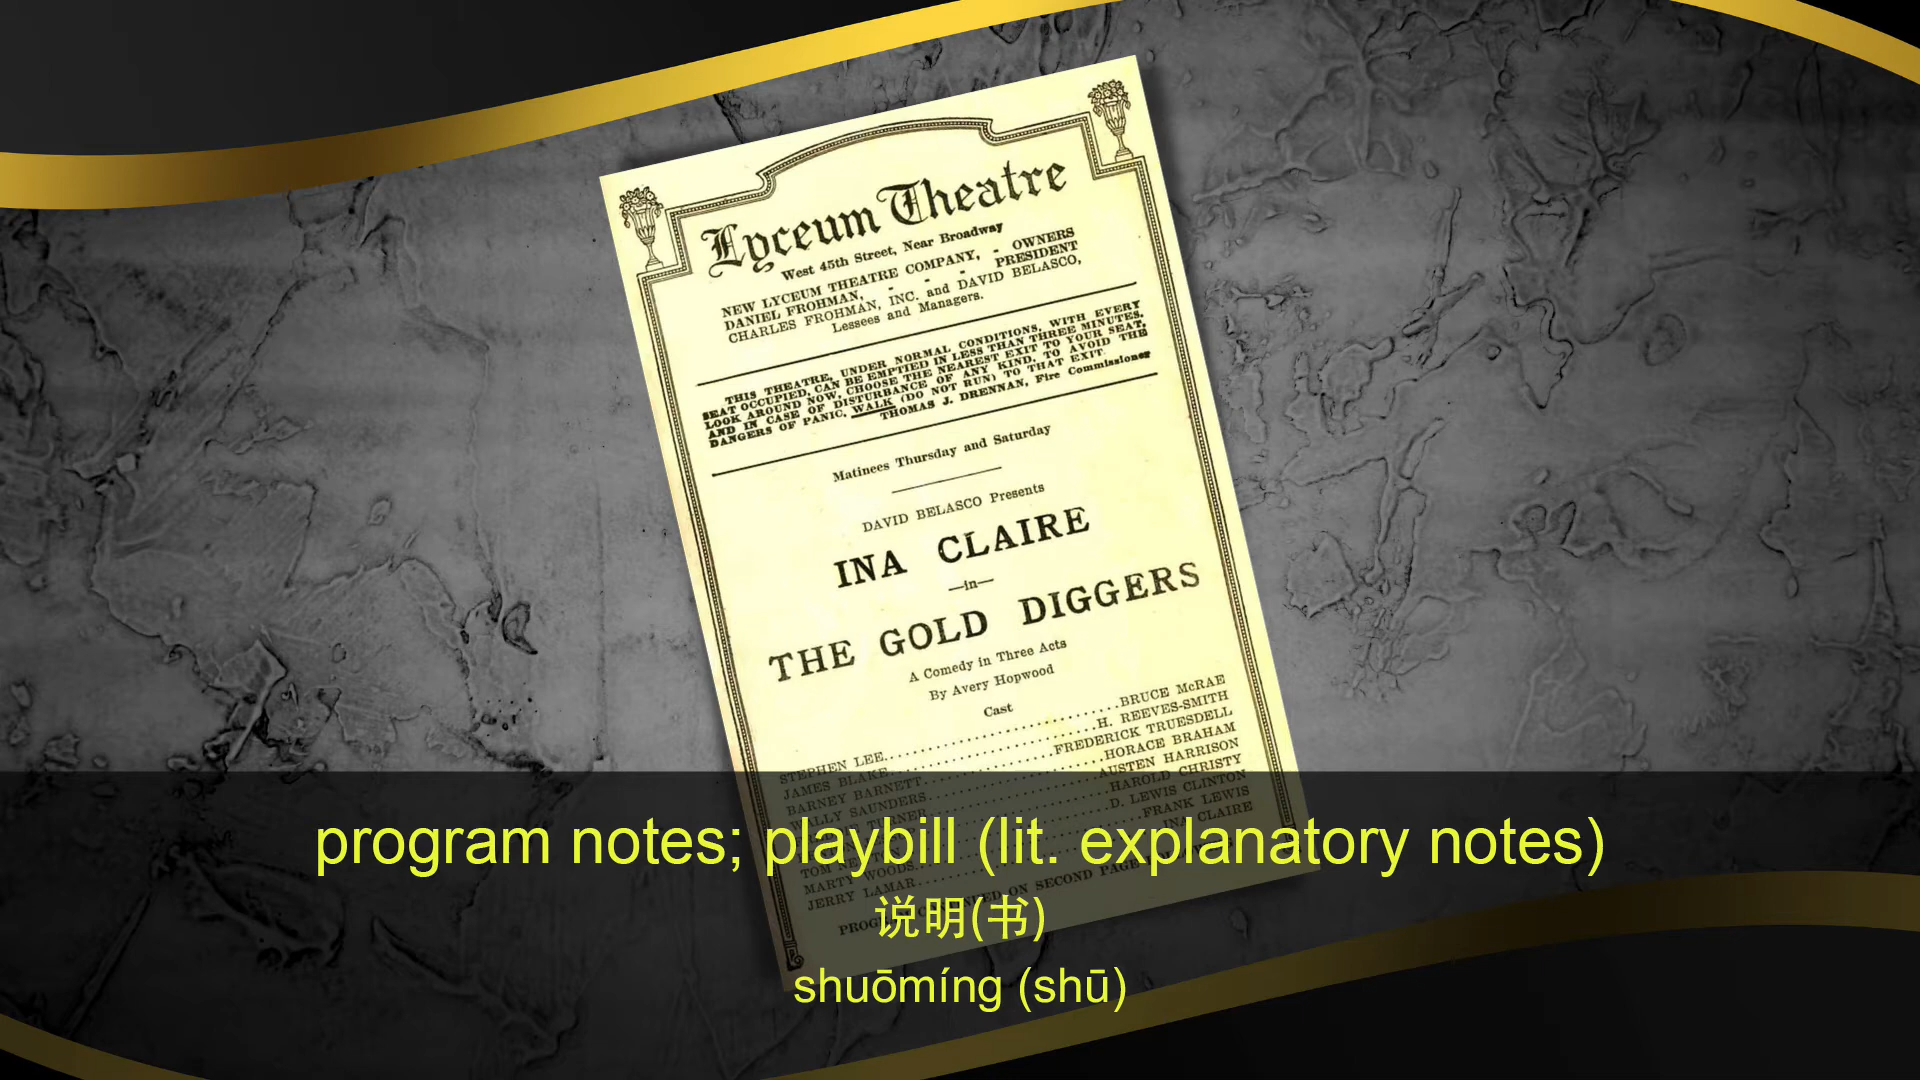 Lyceum Theatre
West 45th Street, Near Broadway
NEW LYCEUM THEATRE COMPANY, - OWNERS
DANIEL FROHMAN, - - - PRESIDENT
CHARLES FROHMAN, INC. and DAVID BELASCO,
Lessees and Managers.
THIS THEATRE, UNDER NORMAL CONDITIONS, WITH EVERY
SEAT OCCUPIED, CAN BE EMPTIED IN LESS THAN THREE MINUTES.
LOOK AROUND NOW, CHOOSE THE NEAREST EXIT TO YOUR SEAT,
AND IN CASE OF DISTURBANCE OF ANY KIND, TO AVOID THE
DANGERS OF PANIC, WALK (DO NOT RUN) TO THAT EXIT.
THOMAS J. DRENNAN, Fire Commissioner
Matinees Thursday and Saturday
DAVID BELASCO Presents
INA CLAIRE
—in—
THE GOLD DIGGERS
A Comedy in Three Acts
By Avery Hopwood
Cast
STEPHEN LEE BRUCE McRAE
JAMES BLAKE H. REEVES-SMITH
BARNEY BARNETT FREDERICK TRUESDELL
WALLY SAUNDERS HORACE BRAHAM
TURNER AUSTEN HARRISON
HAROLD CHRISTY
TOM D. LEWIS CLINTON
MARTY WOODS FRANK LEWIS
JERRY LAMAR INA CLAIRE
PROGRAM CONTINUED ON SECOND PAGE
program notes; playbill (lit. explanatory notes)
说明(书)
shuōmíng (shū)